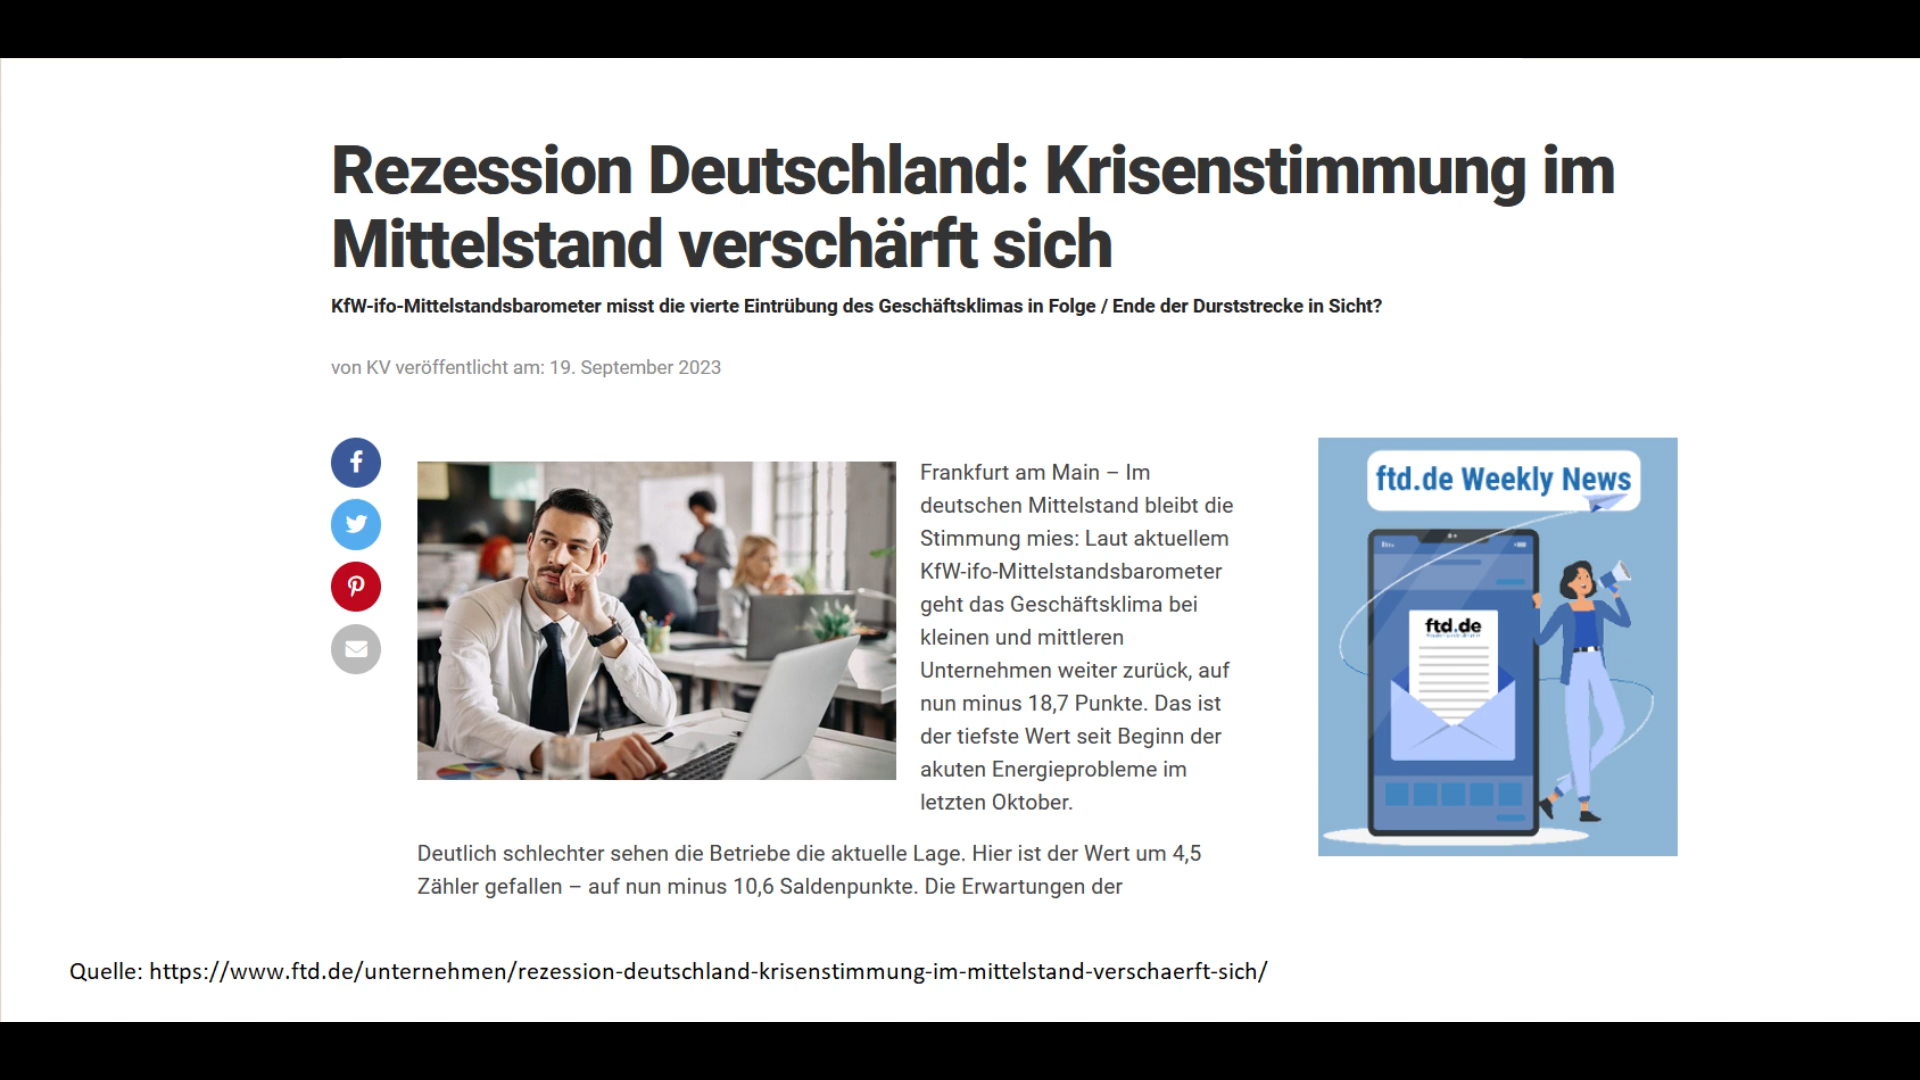 Rezession Deutschland: Krisenstimmung im
Mittelstand verschärft sich
KfW-ifo-Mittelstandsbarometer misst die vierte Eintrübung des Geschäftsklimas in Folge / Ende der Durststrecke in Sicht?
von KV veröffentlicht am: 19. September 2023
Frankfurt am Main – Im
deutschen Mittelstand bleibt die
Stimmung mies: Laut aktuellem
KfW-ifo-Mittelstandsbarometer
geht das Geschäftsklima bei
kleinen und mittleren
Unternehmen weiter zurück, auf
nun minus 18,7 Punkte. Das ist
der tiefste Wert seit Beginn der
akuten Energieprobleme im
letzten Oktober.
Deutlich schlechter sehen die Betriebe die aktuelle Lage. Hier ist der Wert um 4,5
Zähler gefallen – auf nun minus 10,6 Saldenpunkte. Die Erwartungen der
ftd.de Weekly News
ftd.de
Quelle: https://www.ftd.de/unternehmen/rezession-deutschland-krisenstimmung-im-mittelstand-verschaerft-sich/